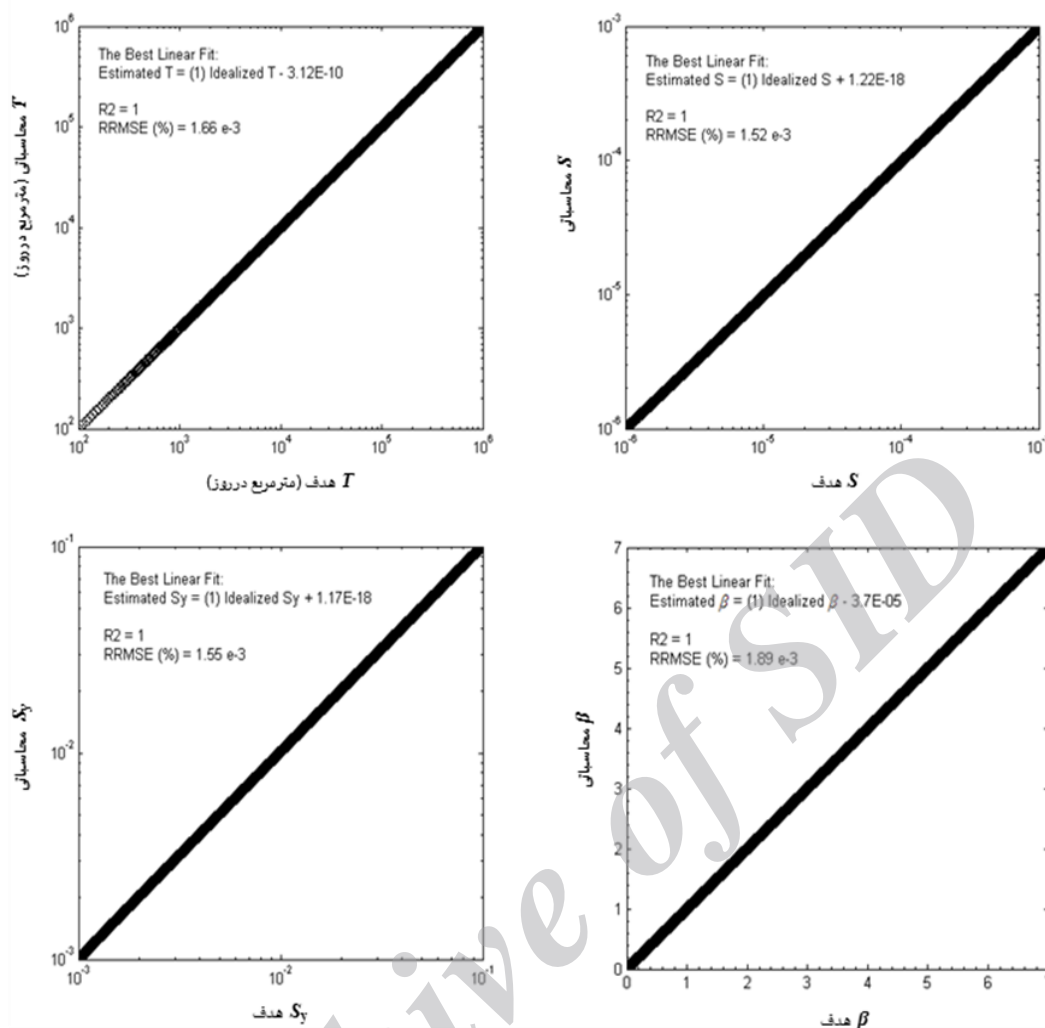 The Best Linear Fit:
Estimated T = (1) Idealized T - 3.12E-10
R2 = 1
RRMSE (%) = 1.66 e-3
10^6
10^5
10^4
10^3
10^2
10^2 10^3 10^4 10^5 10^6
T محاسباتی (مترمربع درروز)
T هدف (مترمربع درروز)
The Best Linear Fit:
Estimated S = (1) Idealized S + 1.22E-18
R2 = 1
RRMSE (%) = 1.52 e-3
10^-3
10^-4
10^-5
10^-6
10^-6 10^-5 10^-4 10^-3
S محاسباتی
S هدف
The Best Linear Fit:
Estimated Sy = (1) Idealized Sy + 1.17E-18
R2 = 1
RRMSE (%) = 1.55 e-3
10^-1
10^-2
10^-3
10^-3 10^-2 10^-1
Sy محاسباتی
Sy هدف
The Best Linear Fit:
Estimated β = (1) Idealized β - 3.7E-05
R2 = 1
RRMSE (%) = 1.89 e-3
7
6
5
4
3
2
1
0
0 1 2 3 4 5 6
β محاسباتی
β هدف
ive of SID